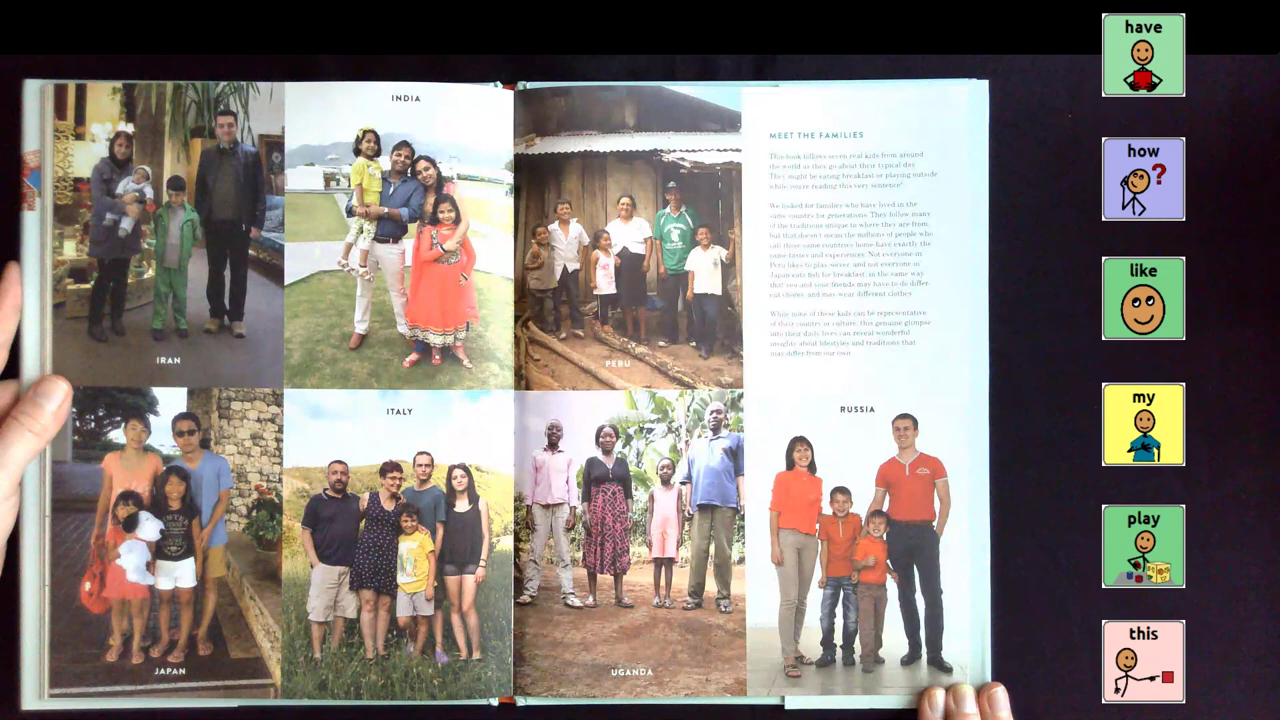 INDIA
IRAN
PERU
MEET THE FAMILIES
This book follows seven real kids from around
the world as they go about their typical day.
They might be eating breakfast or playing outside
while you're reading this very sentence!
We looked for families who have lived in the
same country for generations. They follow many
of the traditions unique to where they are from,
but that doesn't mean the millions of people who
call those same countries home have exactly the
same tastes and experiences. Not everyone in
Peru likes to play soccer, and not everyone in
Japan eats fish for breakfast, in the same way
that you and your friends may have to do differ-
ent chores, and may wear different clothes.
While none of these kids can be representative
of their country or culture, this genuine glimpse
into their daily lives can reveal wonderful
insights about lifestyles and traditions that
may differ from our own.
JAPAN
ITALY
UGANDA
RUSSIA
have
how
?
like
my
play
this